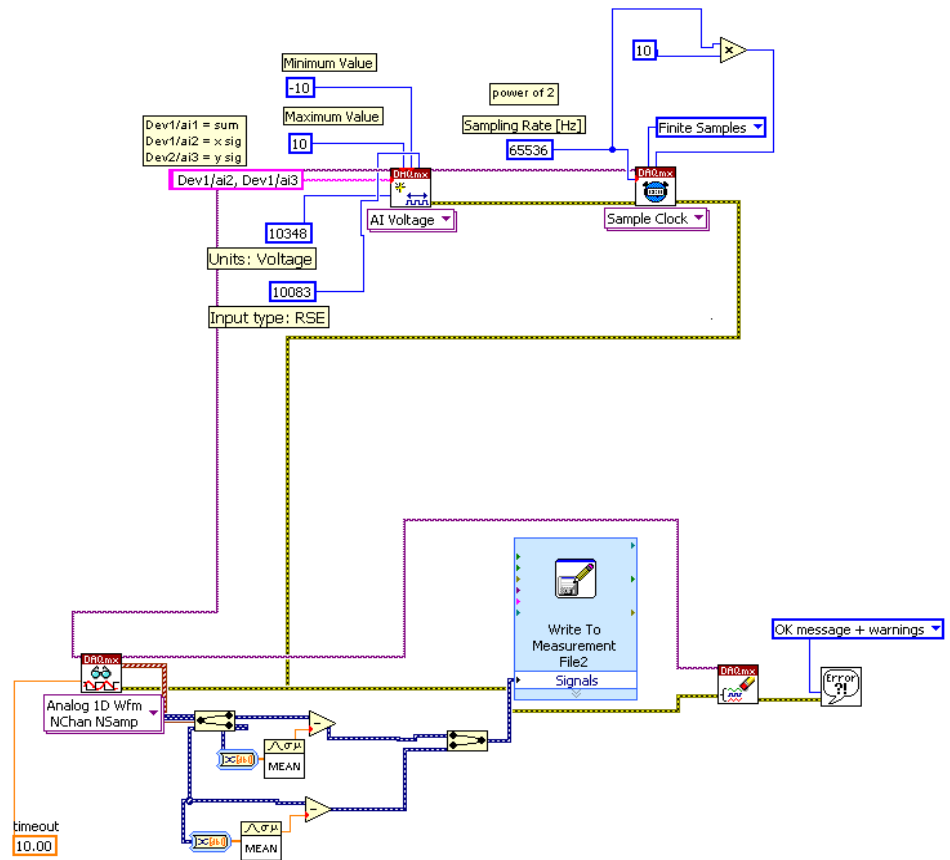 Minimum Value
-10
Maximum Value
10
Dev1/ai1 = sum
Dev1/ai2 = x sig
Dev2/ai3 = y sig
Dev1/ai2, Dev1/ai3
DAQmx
AI Voltage
10348
Units: Voltage
10083
Input type: RSE
power of 2
Sampling Rate [Hz]
65536
10
x
Finite Samples
DAQmx
Sample Clock
Write To
Measurement
File2
Signals
OK message + warnings
DAQmx
Error
?!
DAQmx
Analog 1D Wfm
NChan NSamp
MEAN
MEAN
timeout
10.00